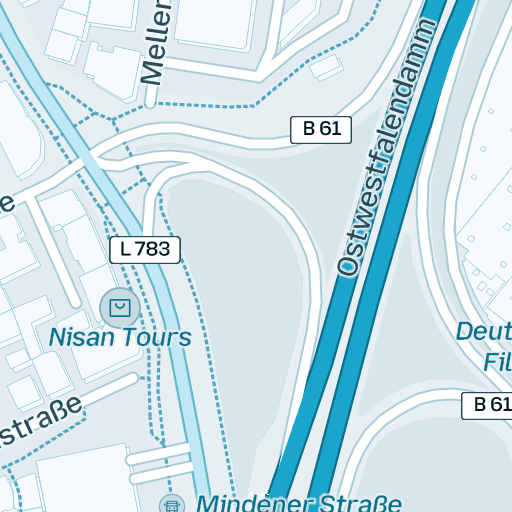 Meller
B 61
Ostwestfalendamm
L 783
Nisan Tours
Deut
Fil
B 61
straße
Mindener Straße